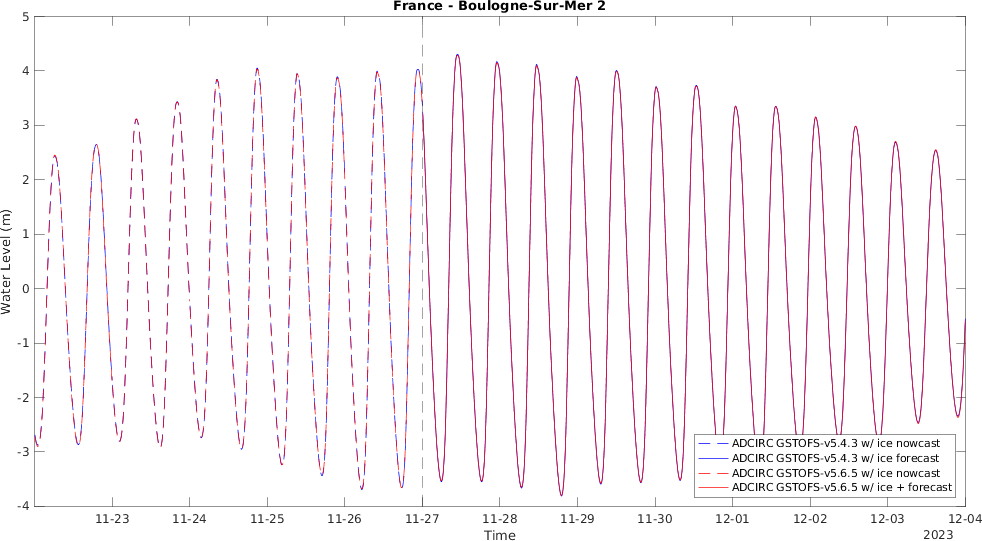 France - Boulogne-Sur-Mer 2
5
4
3
2
1
0
-1
-2
-3
-4
Water Level (m)
ADCIRC GSTOFS-v5.4.3 w/ ice nowcast
ADCIRC GSTOFS-v5.4.3 w/ ice forecast
ADCIRC GSTOFS-v5.6.5 w/ ice nowcast
ADCIRC GSTOFS-v5.6.5 w/ ice + forecast
11-23 11-24 11-25 11-26 11-27 11-28 11-29 11-30 12-01 12-02 12-03 12-04
Time
2023